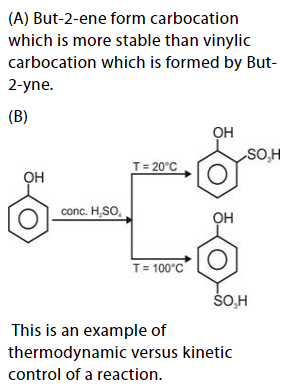 (A) But-2-ene form carbocation
which is more stable than vinylic
carbocation which is formed by But-
2-yne.
(B)
OH
SO₃H
T = 20°C
OH
conc. H₂SO₄
OH
T = 100°C
SO₃H
This is an example of
thermodynamic versus kinetic
control of a reaction.